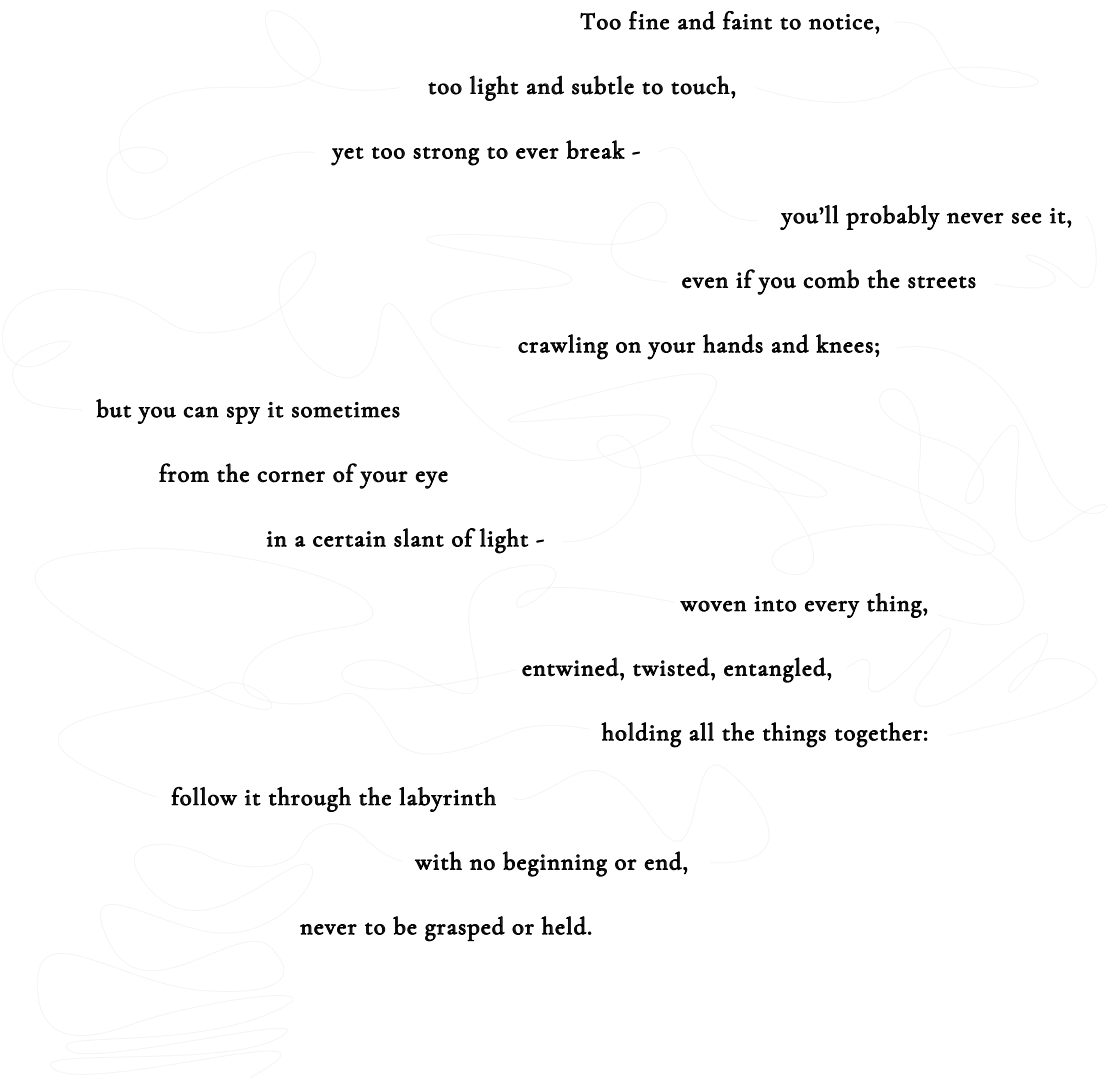 Too fine and faint to notice,
too light and subtle to touch,
yet too strong to ever break -
you’ll probably never see it,
even if you comb the streets
crawling on your hands and knees;
but you can spy it sometimes
from the corner of your eye
in a certain slant of light -
woven into every thing,
entwined, twisted, entangled,
holding all the things together:
follow it through the labyrinth
with no beginning or end,
never to be grasped or held.